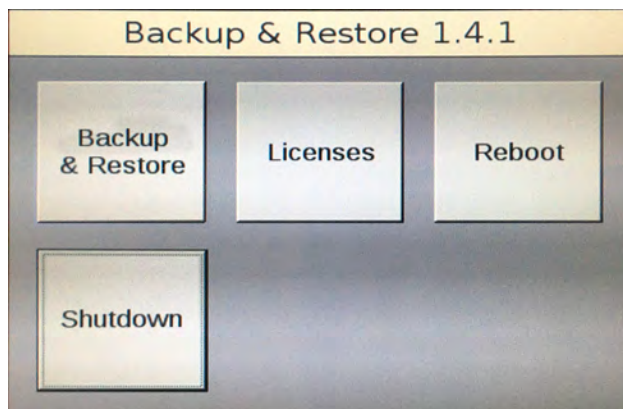 Backup & Restore 1.4.1
Backup
& Restore
Licenses
Reboot
Shutdown